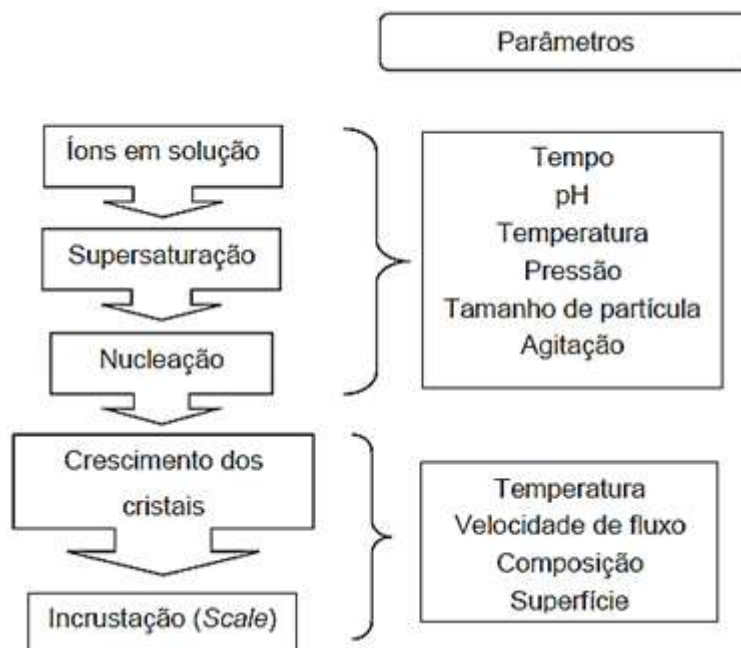 Parâmetros
Íons em solução
Supersaturação
Nucleação
Tempo
pH
Temperatura
Pressão
Tamanho de partícula
Agitação
Crescimento dos
cristais
Incrustação (Scale)
Temperatura
Velocidade de fluxo
Composição
Superfície